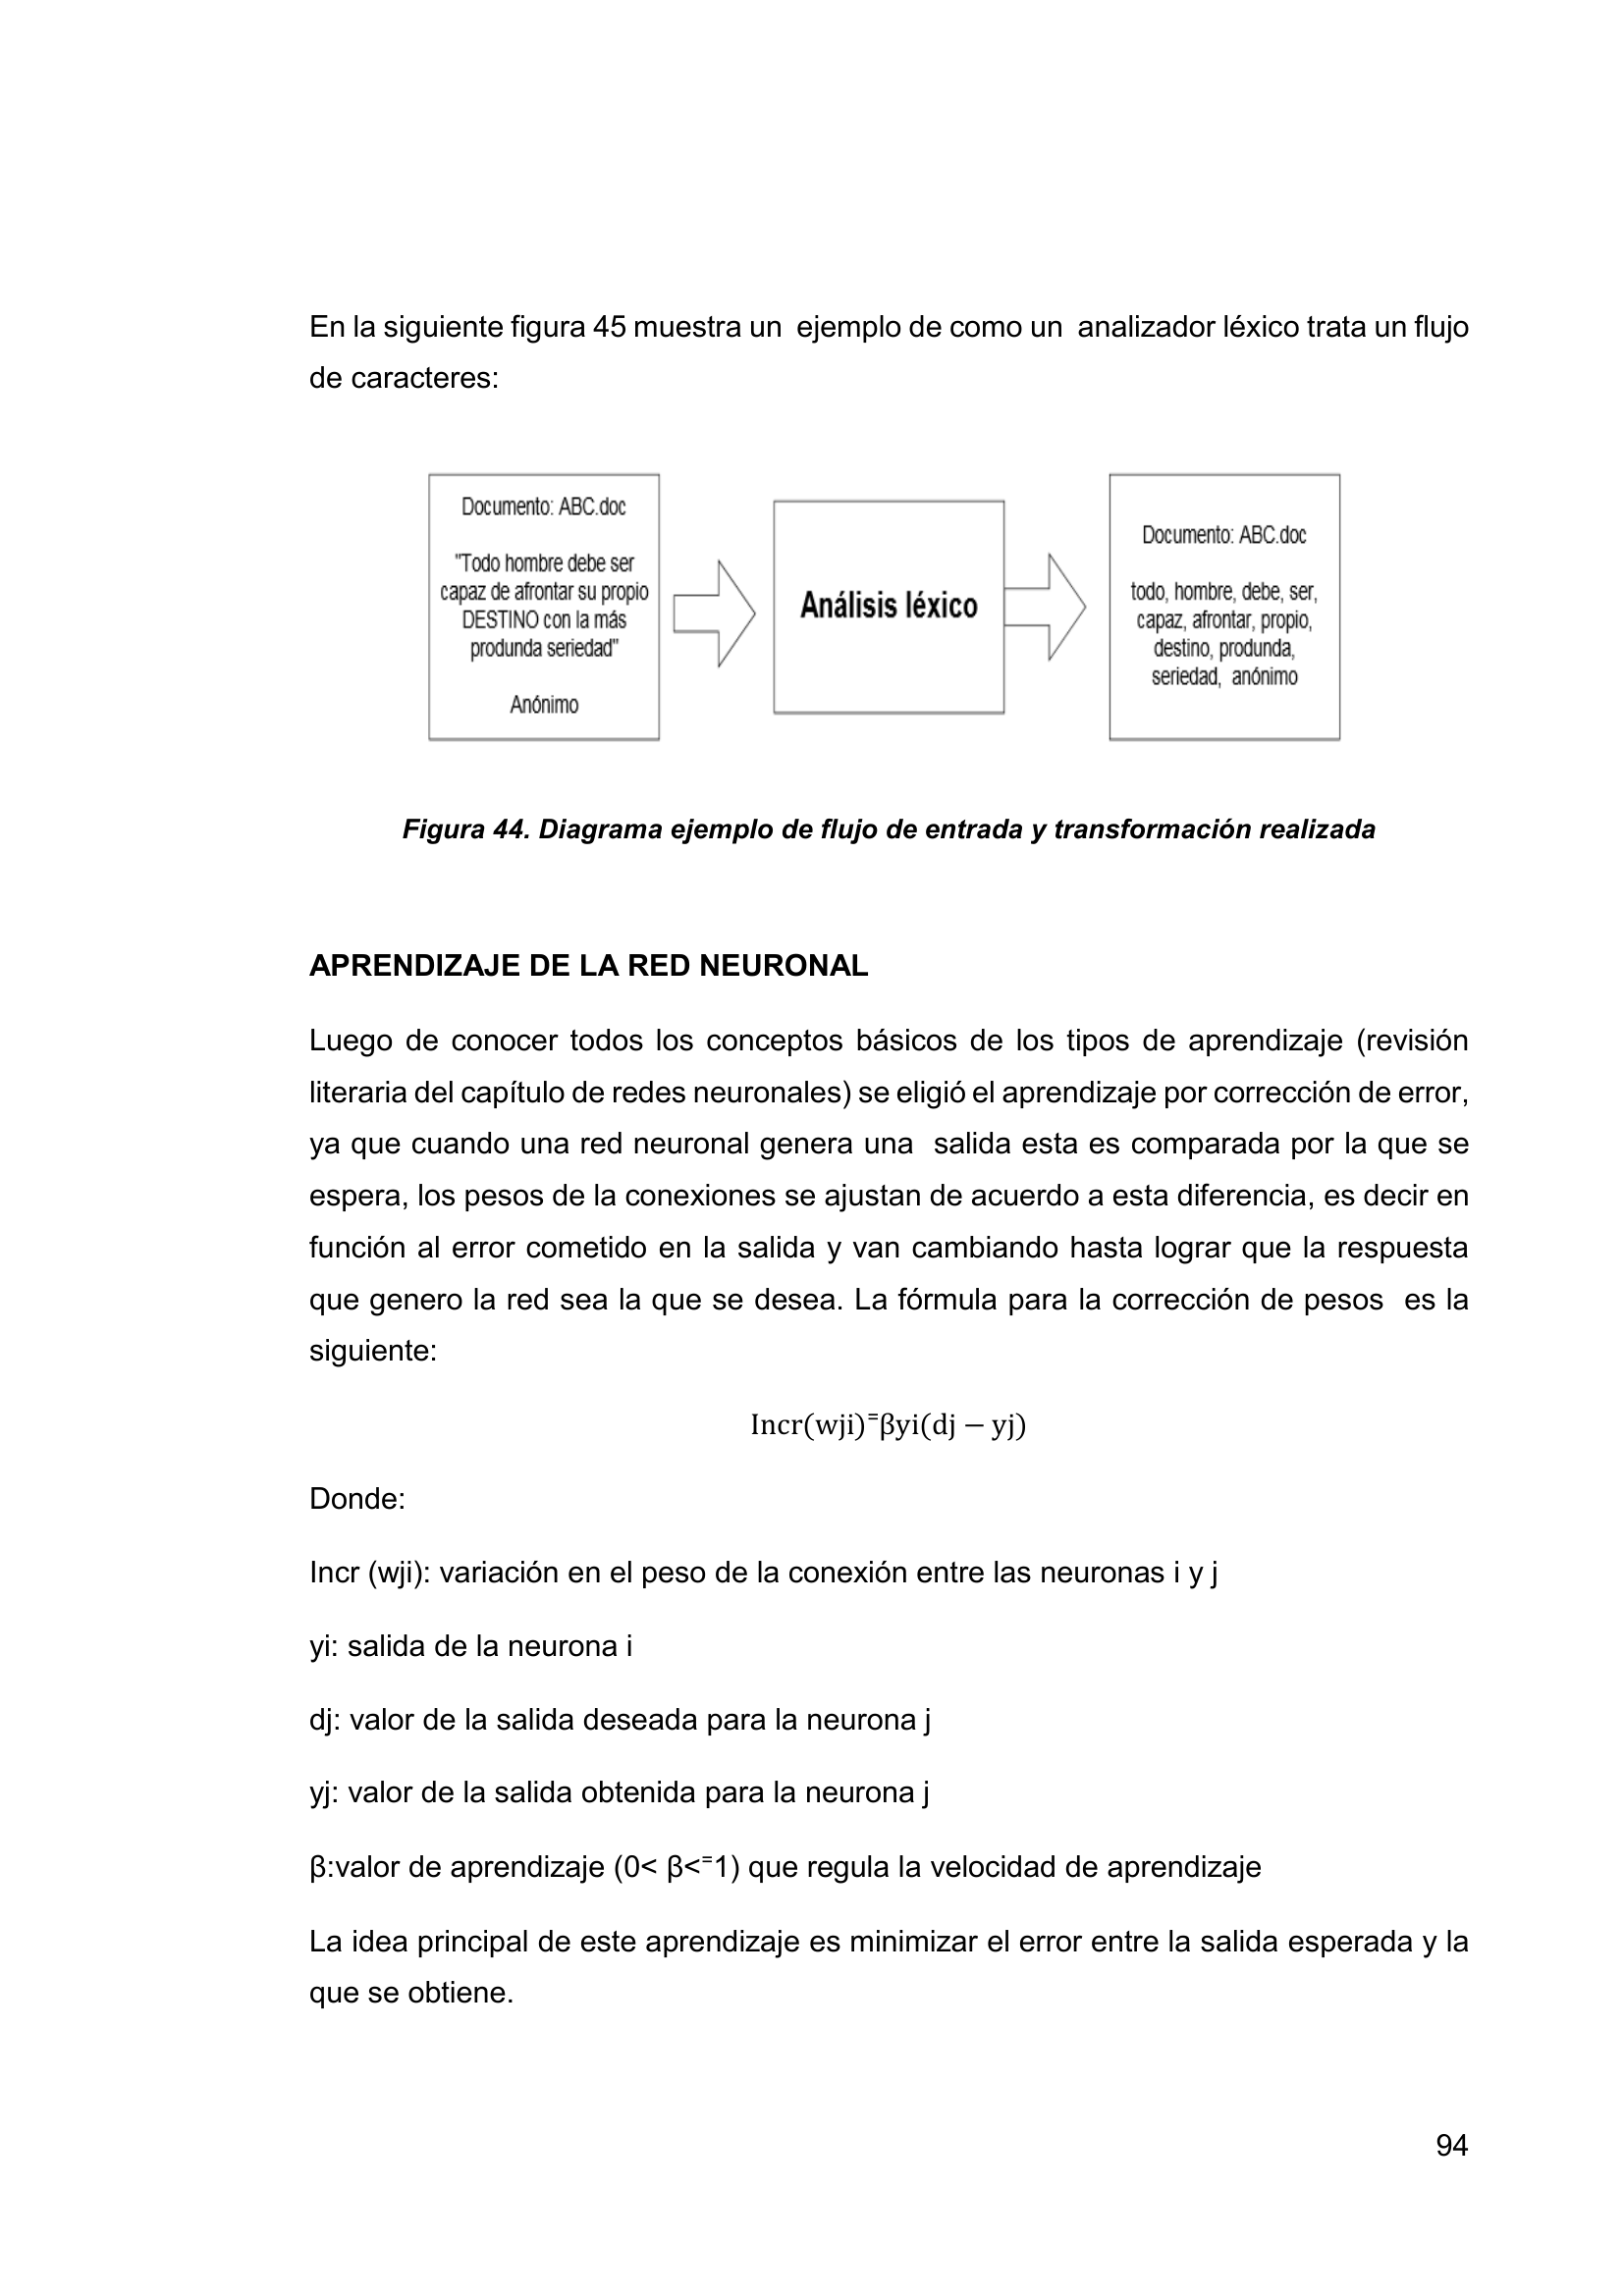 En la siguiente figura 45 muestra un  ejemplo de como un  analizador léxico trata un flujo
de caracteres:
Documento: ABC.doc
"Todo hombre debe ser
capaz de afrontar su propio
DESTINO con la más
produnda seriedad"
Anónimo
Análisis léxico
Documento: ABC.doc
todo, hombre, debe, ser,
capaz, afrontar, propio,
destino, produnda,
seriedad,  anónimo
Figura 44. Diagrama ejemplo de flujo de entrada y transformación realizada
APRENDIZAJE DE LA RED NEURONAL
Luego de conocer todos los conceptos básicos de los tipos de aprendizaje (revisión
literaria del capítulo de redes neuronales) se eligió el aprendizaje por corrección de error,
ya que cuando una red neuronal genera una  salida esta es comparada por la que se
espera, los pesos de la conexiones se ajustan de acuerdo a esta diferencia, es decir en
función al error cometido en la salida y van cambiando hasta lograr que la respuesta
que genero la red sea la que se desea. La fórmula para la corrección de pesos  es la
siguiente:
Incr(wji)⁼βyi(dj − yj)
Donde:
Incr (wji): variación en el peso de la conexión entre las neuronas i y j
yi: salida de la neurona i
dj: valor de la salida deseada para la neurona j
yj: valor de la salida obtenida para la neurona j
β:valor de aprendizaje (0< β<⁼1) que regula la velocidad de aprendizaje
La idea principal de este aprendizaje es minimizar el error entre la salida esperada y la
que se obtiene.
94